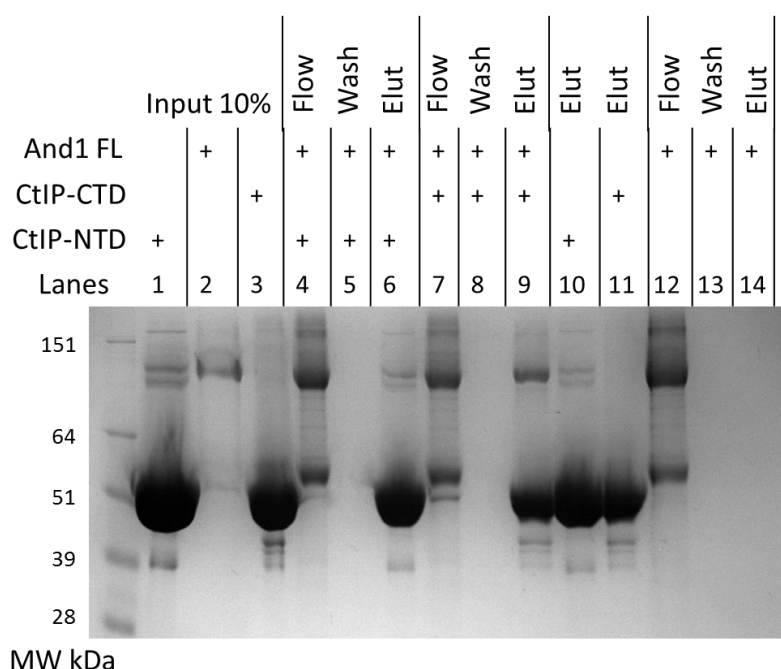 Flow Wash Elut Flow Wash Elut Elut Elut Flow Wash Elut
Input 10%
And1 FL + + + + + + + + + +
CtIP-CTD + + + + +
CtIP-NTD + + + + +
Lanes 1 2 3 4 5 6 7 8 9 10 11 12 13 14
151
64
51
39
28
MW kDa